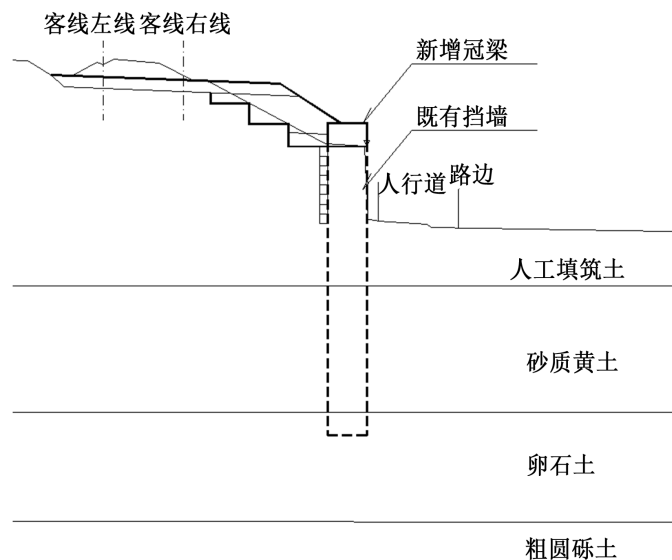 客线左线 客线右线
新增冠梁
既有挡墙
人行道 路边
人工填筑土
砂质黄土
卵石土
粗圆砾土